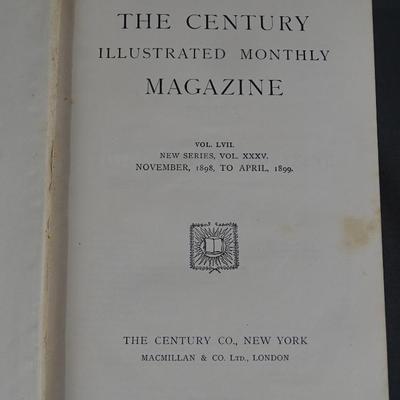 THE CENTURY
ILLUSTRATED MONTHLY
MAGAZINE
VOL. LVII.
NEW SERIES, VOL. XXXV.
NOVEMBER, 1898, TO APRIL, 1899.
THE CENTURY CO., NEW YORK
MACMILLAN & CO. LTD., LONDON